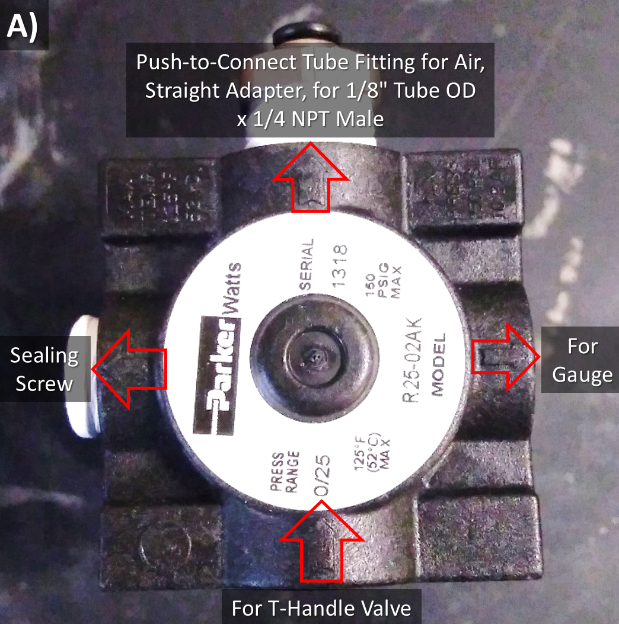 A)
Push-to-Connect Tube Fitting for Air,
Straight Adapter, for 1/8" Tube OD
x 1/4 NPT Male
SERIAL
1318
150
PSIG
MAX
Parker Watts
R25-02AK
MODEL
PRESS
RANGE
0/25
125°F
(52°C)
MAX
Sealing
Screw
For
Gauge
For T-Handle Valve